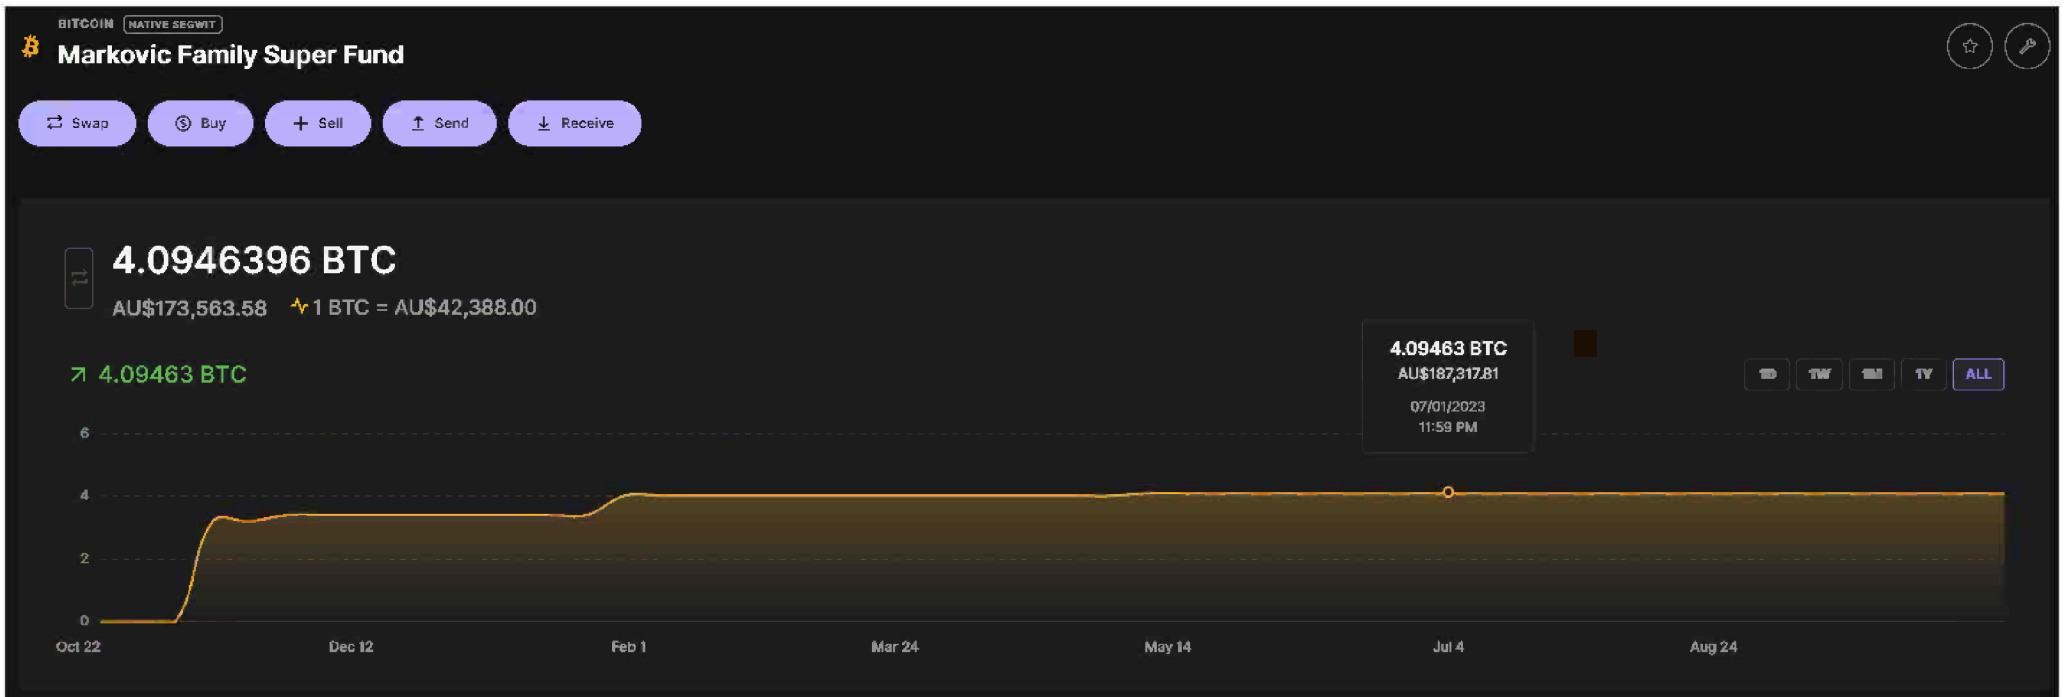 BITCOIN NATIVE SEGWIT
Markovic Family Super Fund
Swap
Buy
Sell
Send
Receive
4.0946396 BTC
AU$173,563.58 1 BTC = AU$42,388.00
4.09463 BTC
4.09463 BTC
AU$187,317.81
07/01/2023
11:59 PM
1D
1W
1M
1Y
ALL
6
4
2
0
Oct 22
Dec 12
Feb 1
Mar 24
May 14
Jul 4
Aug 24